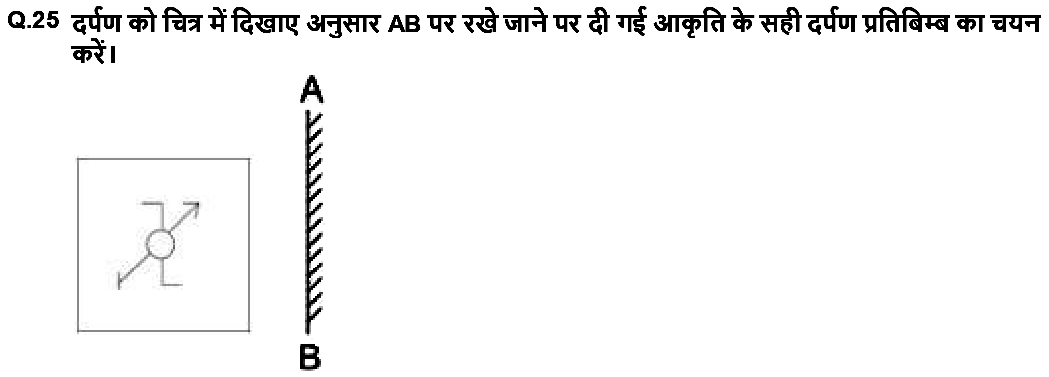 Q.25 दर्पण को चित्र में दिखाए अनुसार AB पर रखे जाने पर दी गई आकृति के सही दर्पण प्रतिबिम्ब का चयन
करें।
A
B